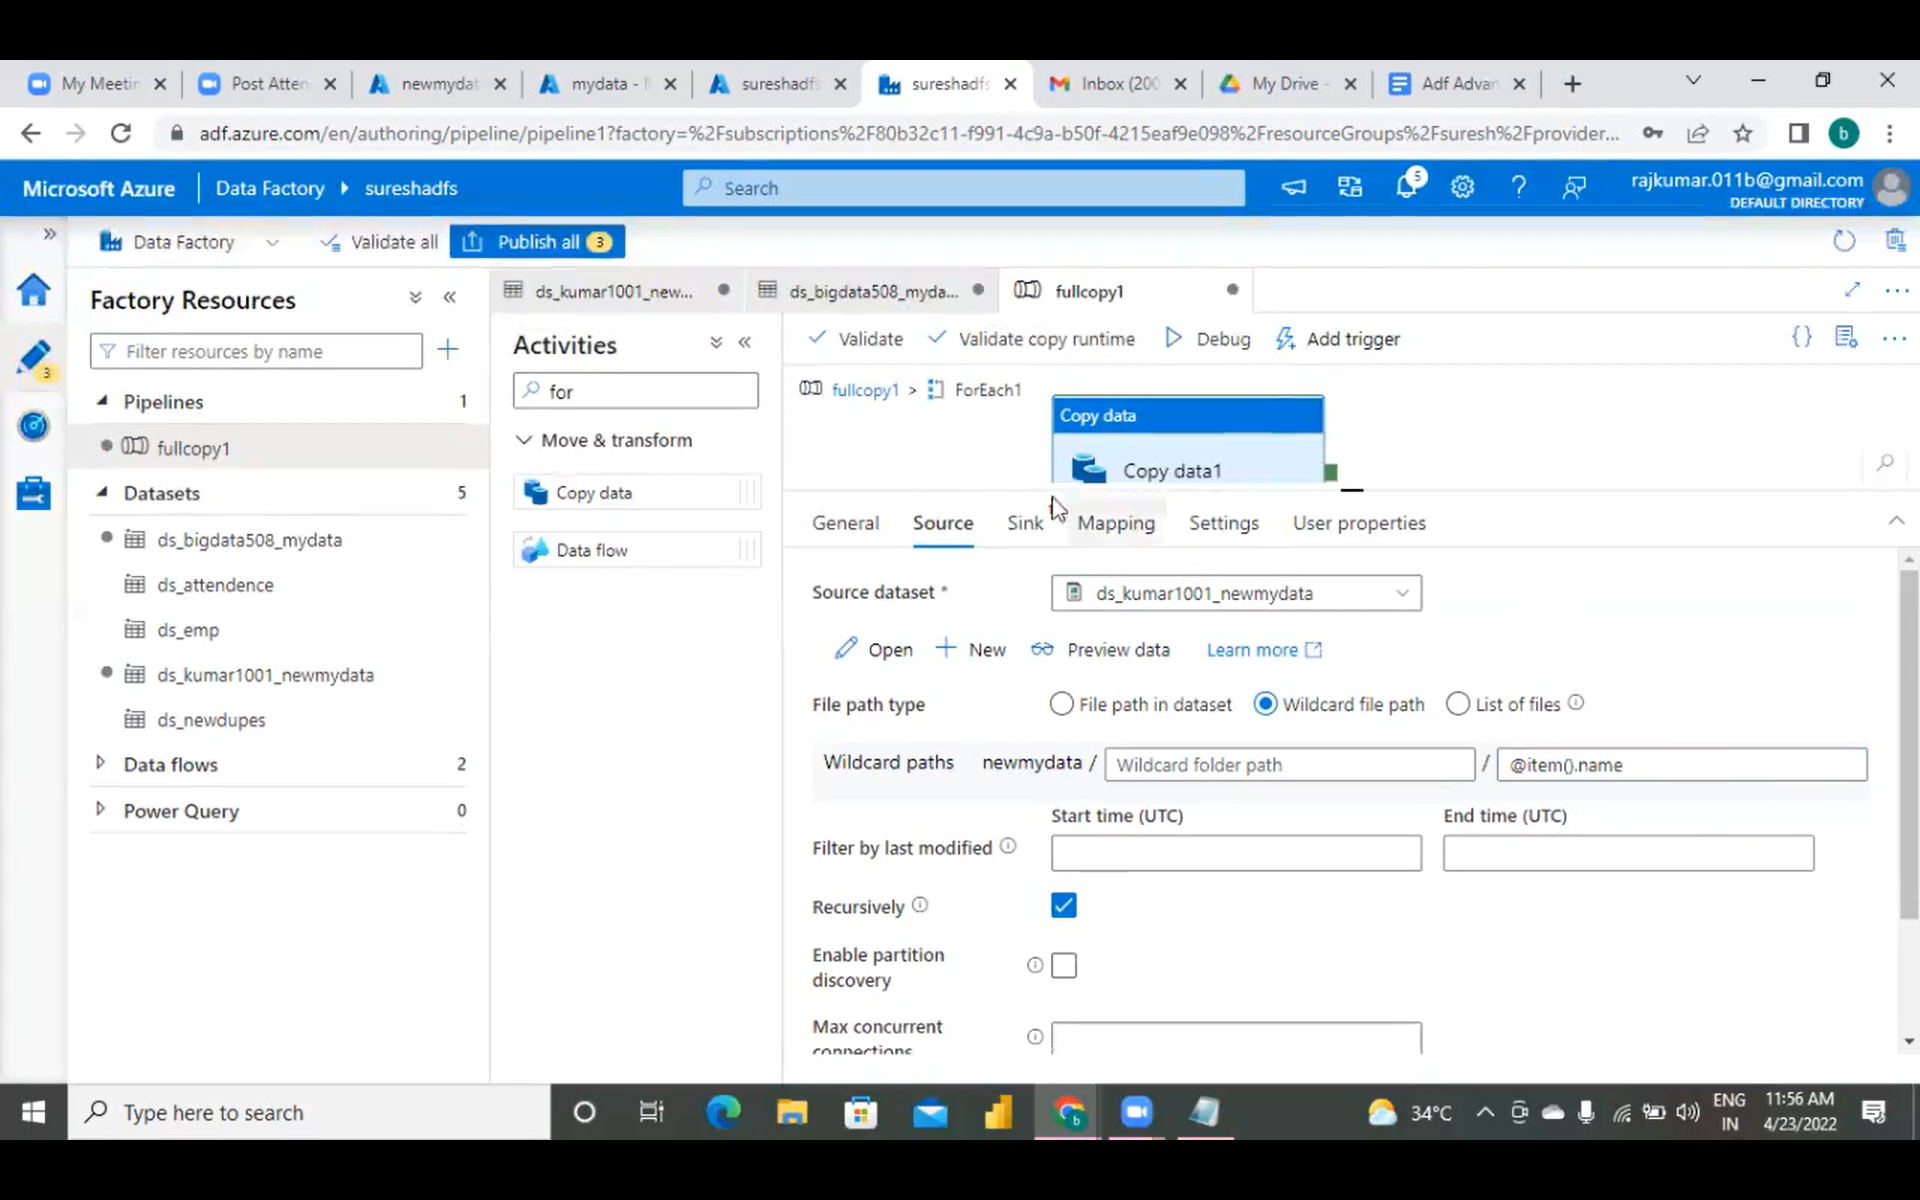 My Meetin
Post Atten
newmydat
mydata - N
sureshadfs
sureshadfs
Inbox (200
My Drive -
Adf Advan
adf.azure.com/en/authoring/pipeline/pipeline1?factory=%2Fsubscriptions%2F80b32c11-f991-4c9a-b50f-4215eaf9e098%2FresourceGroups%2Fsuresh%2Fprovider...
b
Microsoft Azure
Data Factory
sureshadfs
Search
5
rajkumar.011b@gmail.com
DEFAULT DIRECTORY
Data Factory
Validate all
Publish all 3
Factory Resources
ds_kumar1001_new...
ds_bigdata508_myda...
fullcopy1
Filter resources by name
Activities
Validate
Validate copy runtime
Debug
Add trigger
3
Pipelines 1
for
fullcopy1 > ForEach1
fullcopy1
Move & transform
Copy data
Copy data1
Datasets 5
Copy data
Data flow
General
Source
Sink
Mapping
Settings
User properties
ds_bigdata508_mydata
ds_attendence
ds_emp
ds_kumar1001_newmydata
ds_newdupes
Data flows 2
Power Query 0
Source dataset *
ds_kumar1001_newmydata
Open
New
Preview data
Learn more
File path type
File path in dataset
Wildcard file path
List of files
Wildcard paths newmydata / Wildcard folder path / @item().name
Start time (UTC)
End time (UTC)
Filter by last modified
Recursively
Enable partition
discovery
Max concurrent
connections
Type here to search
b
34°C
ENG
IN
11:56 AM
4/23/2022